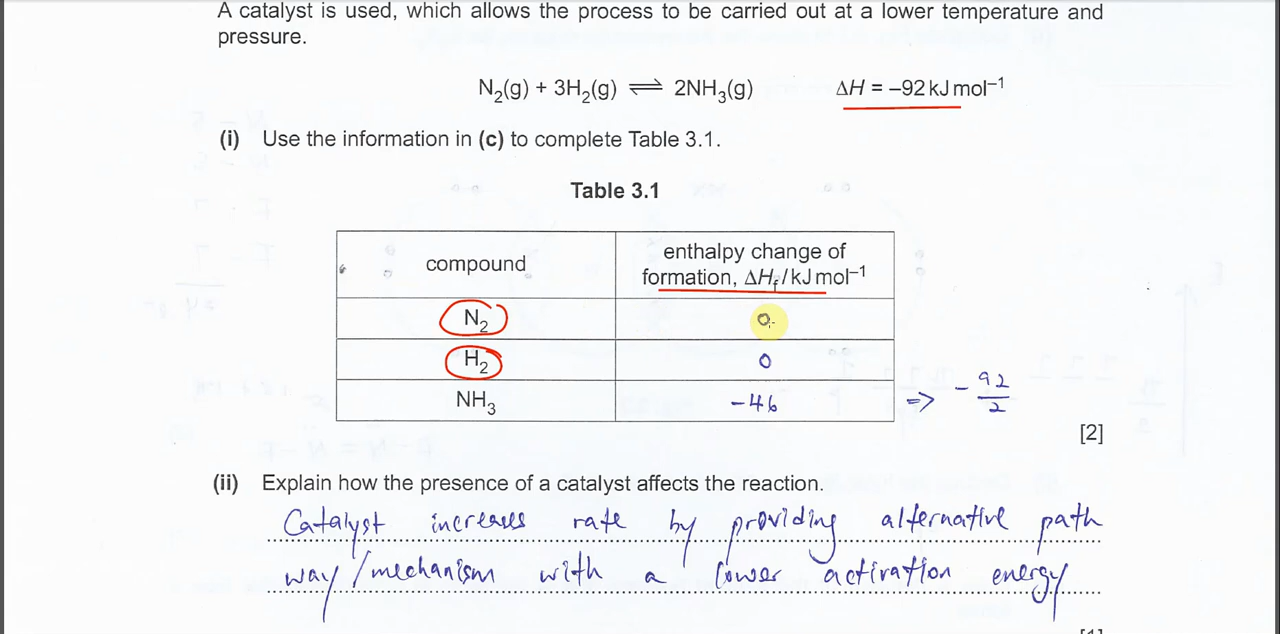 A catalyst is used, which allows the process to be carried out at a lower temperature and
pressure.
N₂(g) + 3H₂(g) ⇌ 2NH₃(g) ΔH = –92 kJ mol⁻¹
(i) Use the information in (c) to complete Table 3.1.
Table 3.1
compound enthalpy change of
formation, ΔHf / kJ mol⁻¹
N₂ 0
H₂ 0
NH₃ -46 => - 92/2
[2]
(ii) Explain how the presence of a catalyst affects the reaction.
Catalyst increases rate by providing alternative path
way / mechanism with a lower activation energy